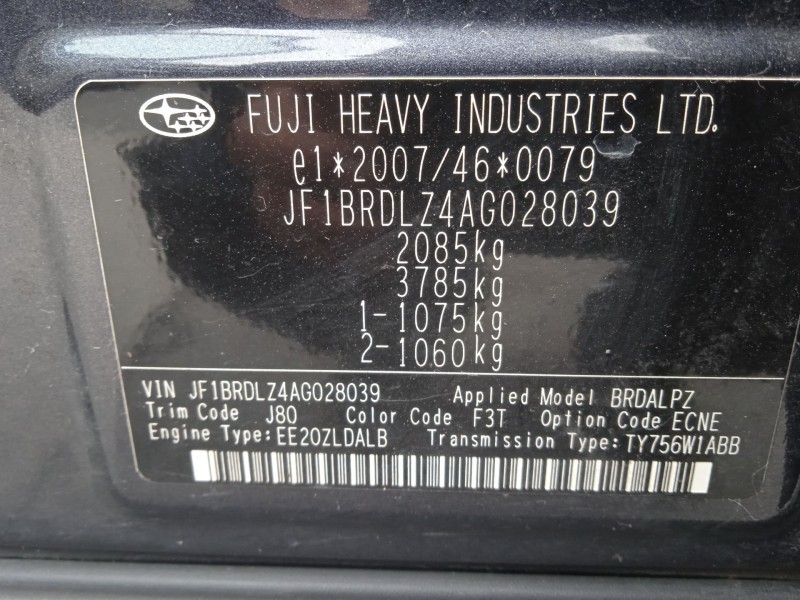 FUJI HEAVY INDUSTRIES LTD.
e1*2007/46*0079
JF1BRDLZ4AG028039
2085kg
3785kg
1-1075kg
2-1060kg
VIN JF1BRDLZ4AG028039 Applied Model BRDALPZ
Trim Code J80 Color Code F3T Option Code ECNE
Engine Type:EE20ZLDALB Transmission Type:TY756W1ABB